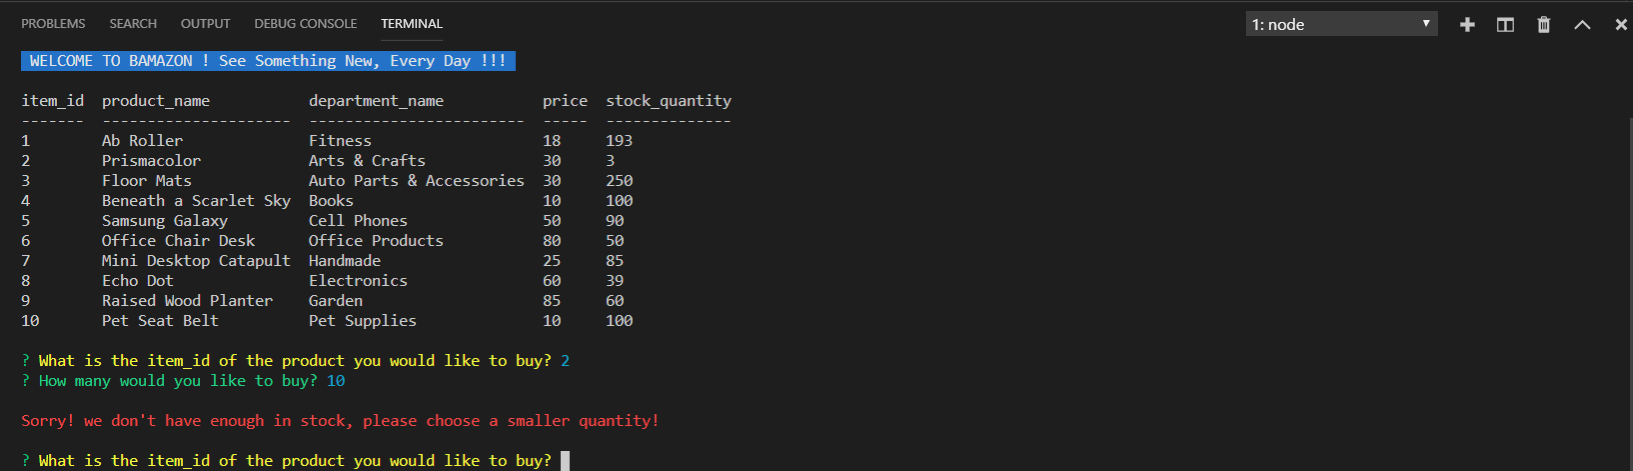 PROBLEMS SEARCH OUTPUT DEBUG CONSOLE TERMINAL 1: node
WELCOME TO BAMAZON ! See Something New, Every Day !!!
item_id product_name department_name price stock_quantity
------- --------------------- ------------------------ ----- --------------
1 Ab Roller Fitness 18 193
2 Prismacolor Arts & Crafts 30 3
3 Floor Mats Auto Parts & Accessories 30 250
4 Beneath a Scarlet Sky Books 10 100
5 Samsung Galaxy Cell Phones 50 90
6 Office Chair Desk Office Products 80 50
7 Mini Desktop Catapult Handmade 25 85
8 Echo Dot Electronics 60 39
9 Raised Wood Planter Garden 85 60
10 Pet Seat Belt Pet Supplies 10 100
? What is the item_id of the product you would like to buy? 2
? How many would you like to buy? 10
Sorry! we don't have enough in stock, please choose a smaller quantity!
? What is the item_id of the product you would like to buy?